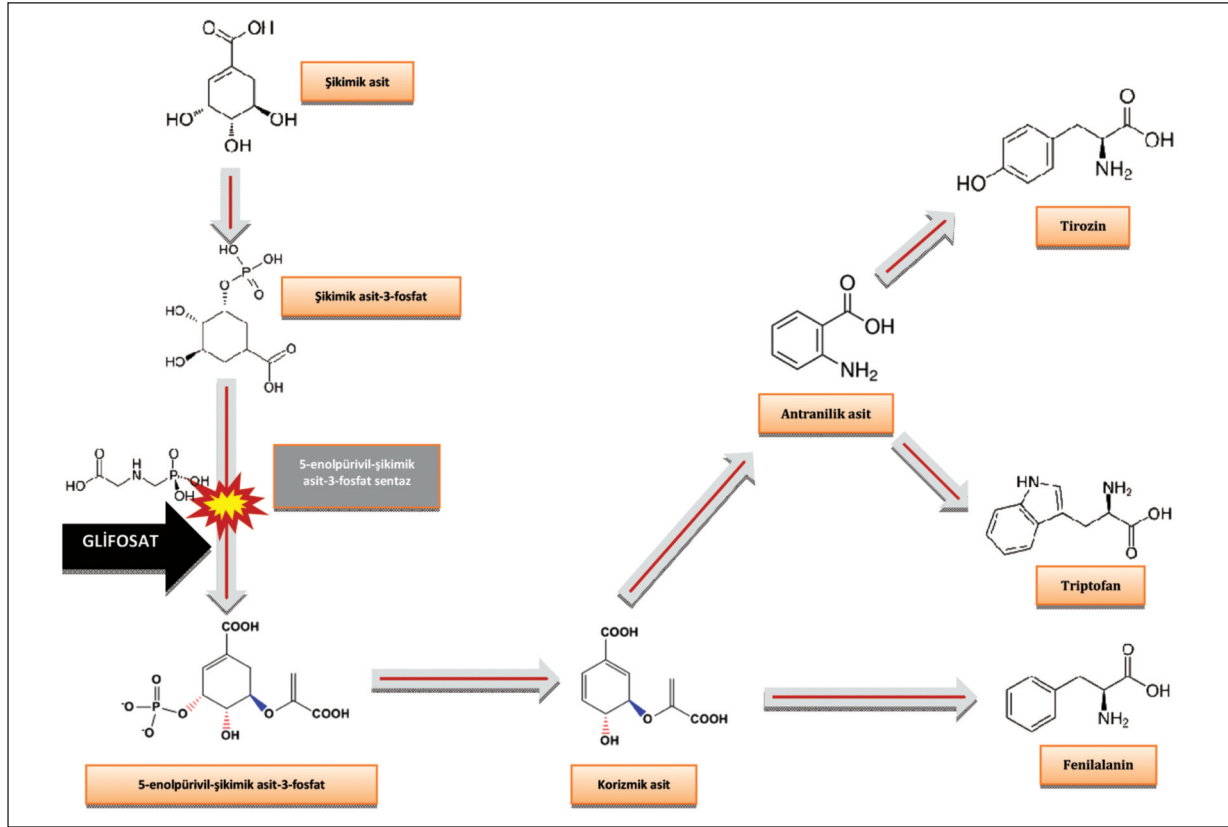 O
OH
HO
OH
OH
Şikimik asit
HO
OH
P
O
O
HO
HO
O
OH
Şikimik asit-3-fosfat
O
HO
H
N
O
P
OH
OH
5-enolpürivil-şikimik
asit-3-fosfat sentaz
GLİFOSAT
COOH
O
-O
P
O
-O
O
COOH
OH
5-enolpürivil-şikimik asit-3-fosfat
COOH
O
COOH
OH
Korizmik asit
O
OH
NH2
Antranilik asit
O
OH
NH2
HO
Tirozin
HN
NH2
OH
O
Triptofan
O
OH
NH2
Fenilalanin